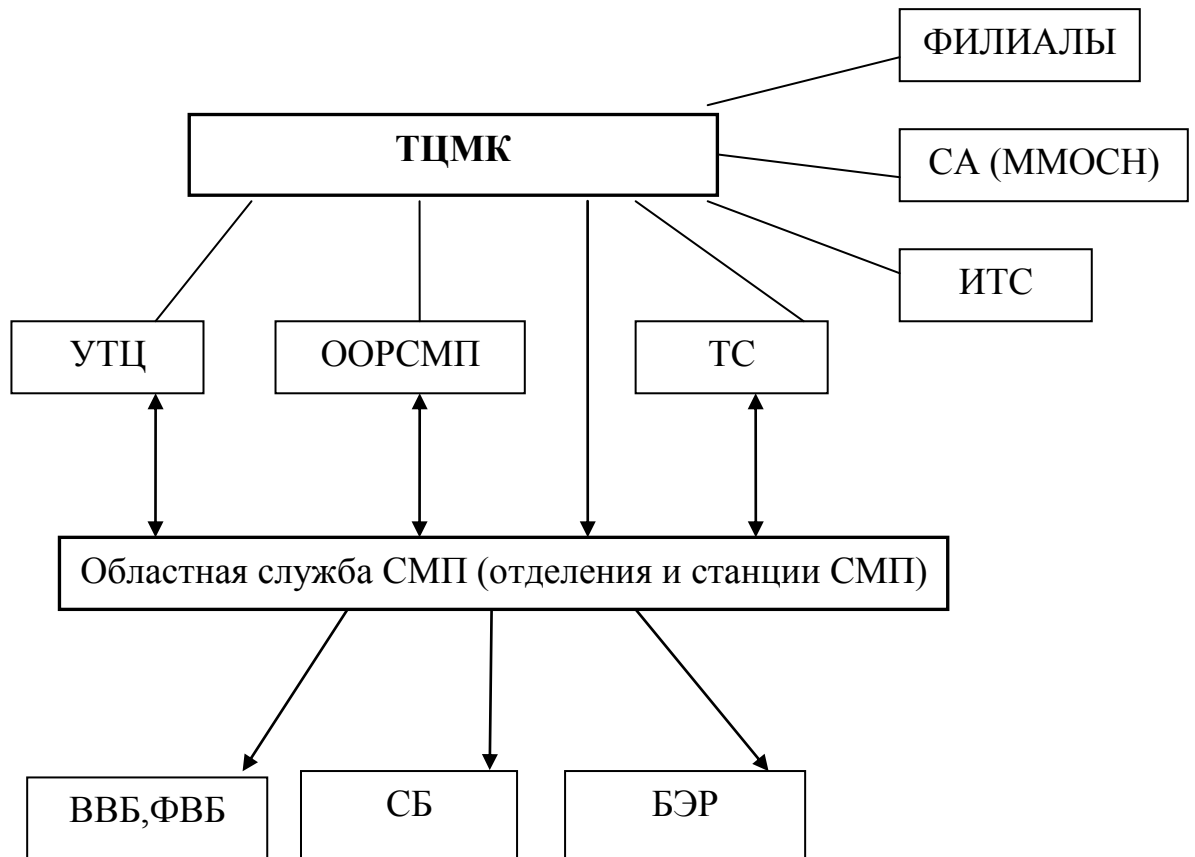 ФИЛИАЛЫ
ТЦМК
СА (ММОСН)
ИТС
УТЦ
ООРСМП
ТС
Областная служба СМП (отделения и станции СМП)
ВВБ,ФВБ
СБ
БЭР